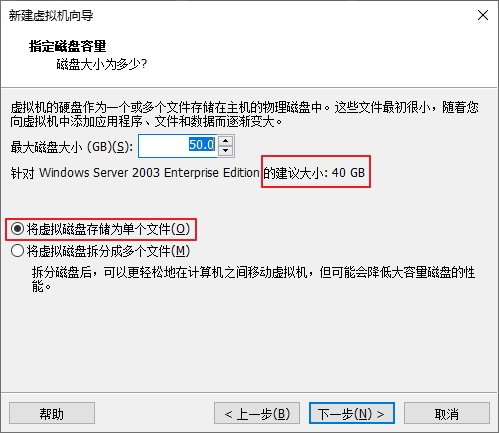 新建虚拟机向导
指定磁盘容量
磁盘大小为多少?
虚拟机的硬盘作为一个或多个文件存储在主机的物理磁盘中。这些文件最初很小，随着您
向虚拟机中添加应用程序、文件和数据而逐渐变大。
最大磁盘大小 (GB)(S): 50.0
针对 Windows Server 2003 Enterprise Edition 的建议大小: 40 GB
将虚拟磁盘存储为单个文件(O)
将虚拟磁盘拆分成多个文件(M)
拆分磁盘后，可以更轻松地在计算机之间移动虚拟机，但可能会降低大容量磁盘的性
能。
帮助 < 上一步(B) 下一步(N) > 取消